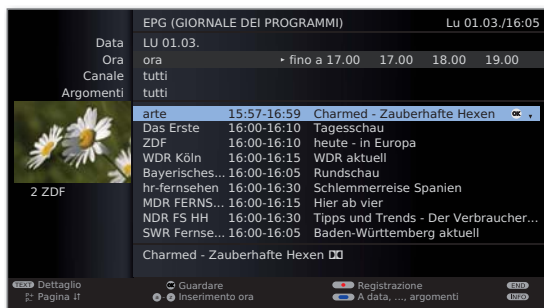 EPG (GIORNALE DEI PROGRAMMI) Lu 01.03./16:05
Data LU 01.03.
Ora ora ‣ fino a 17.00 17.00 18.00 19.00
Canale tutti
Argomenti tutti
arte 15:57-16:59 Charmed - Zauberhafte Hexen OK
Das Erste 16:00-16:10 Tagesschau
ZDF 16:00-16:10 heute - in Europa
WDR Köln 16:00-16:15 WDR aktuell
Bayerisches... 16:00-16:05 Rundschau
hr-fernsehen 16:00-16:30 Schlemmerreise Spanien
MDR FERNS... 16:00-16:15 Hier ab vier
NDR FS HH 16:00-16:30 Tipps und Trends - Der Verbraucher...
SWR Fernse... 16:00-16:05 Baden-Württemberg aktuell
2 ZDF
Charmed - Zauberhafte Hexen
TEXT Dettaglio OK Guardare Registrazione END
P+ P- Pagina ↓↑ 0-9 Inserimento ora A data, ..., argomenti INFO